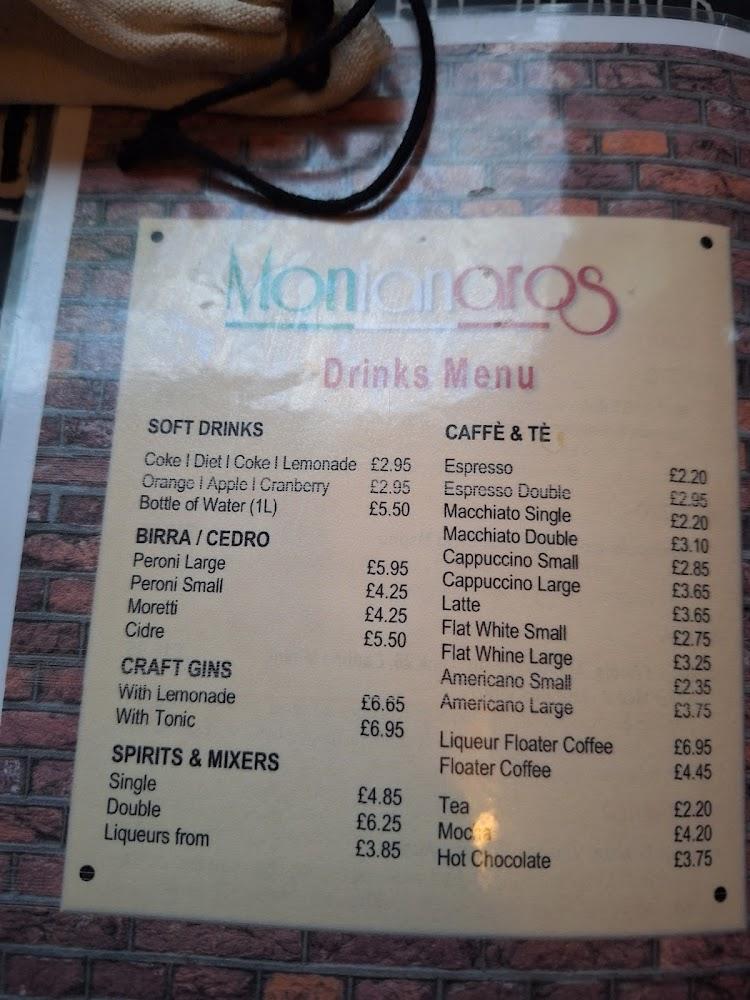 Montanaros
Drinks Menu
SOFT DRINKS
Coke I Diet I Coke I Lemonade £2.95
Orange I Apple I Cranberry £2.95
Bottle of Water (1L) £5.50
BIRRA / CEDRO
Peroni Large £5.95
Peroni Small £4.25
Moretti £4.25
Cidre £5.50
CRAFT GINS
With Lemonade £6.65
With Tonic £6.95
SPIRITS & MIXERS
Single £4.85
Double £6.25
Liqueurs from £3.85
CAFFÈ & TÈ
Espresso £2.20
Espresso Double £2.95
Macchiato Single £2.20
Macchiato Double £3.10
Cappuccino Small £2.85
Cappuccino Large £3.65
Latte £3.65
Flat White Small £2.75
Flat Whine Large £3.25
Americano Small £2.35
Americano Large £3.75
Liqueur Floater Coffee £6.95
Floater Coffee £4.45
Tea £2.20
Mocha £4.20
Hot Chocolate £3.75